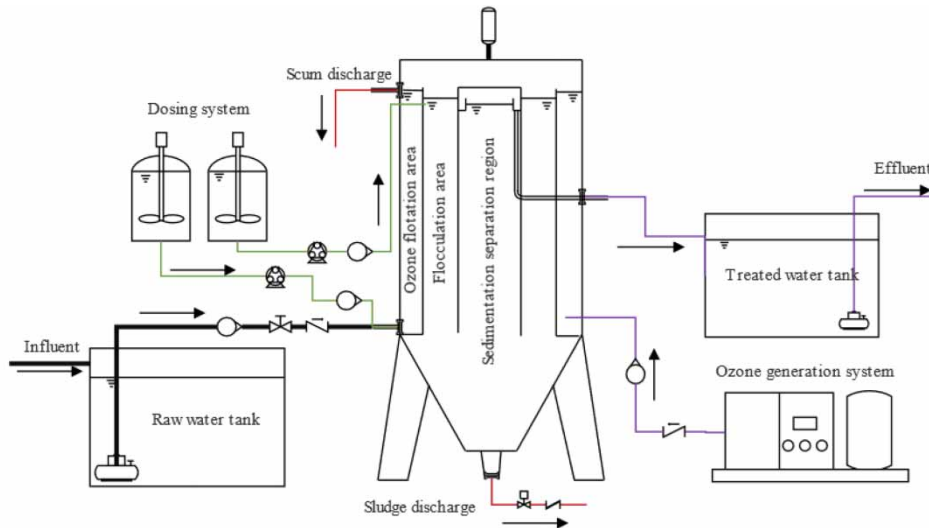 Scum discharge
Dosing system
Ozone flotation area
Flocculation area
Sedimentation separation region
Effluent
Treated water tank
Influent
Raw water tank
Ozone generation system
Sludge discharge